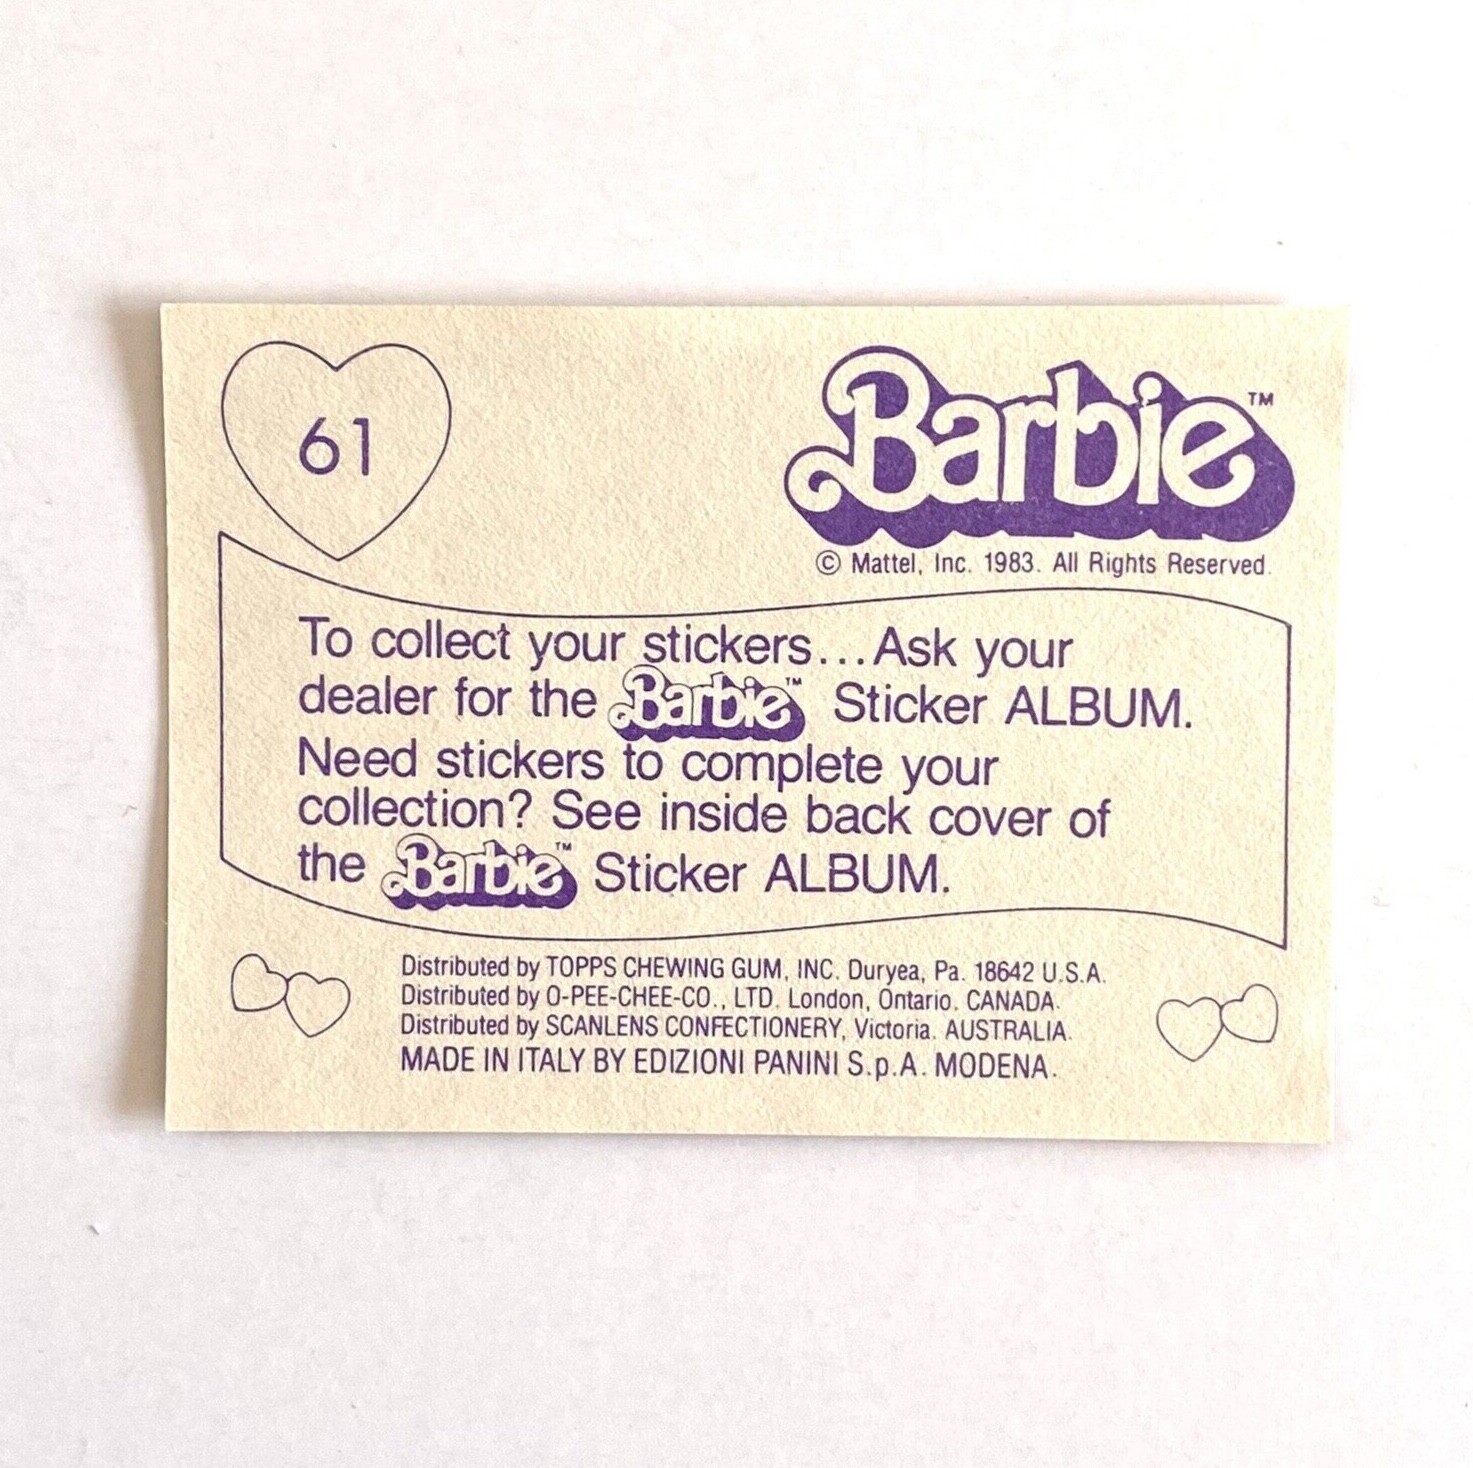 61
Barbie™
© Mattel, Inc. 1983. All Rights Reserved.
To collect your stickers...Ask your
dealer for the Barbie™ Sticker ALBUM.
Need stickers to complete your
collection? See inside back cover of
the Barbie™ Sticker ALBUM.
Distributed by TOPPS CHEWING GUM, INC. Duryea, Pa. 18642 U.S.A.
Distributed by O-PEE-CHEE-CO., LTD. London, Ontario. CANADA.
Distributed by SCANLENS CONFECTIONERY, Victoria. AUSTRALIA.
MADE IN ITALY BY EDIZIONI PANINI S.p.A. MODENA.